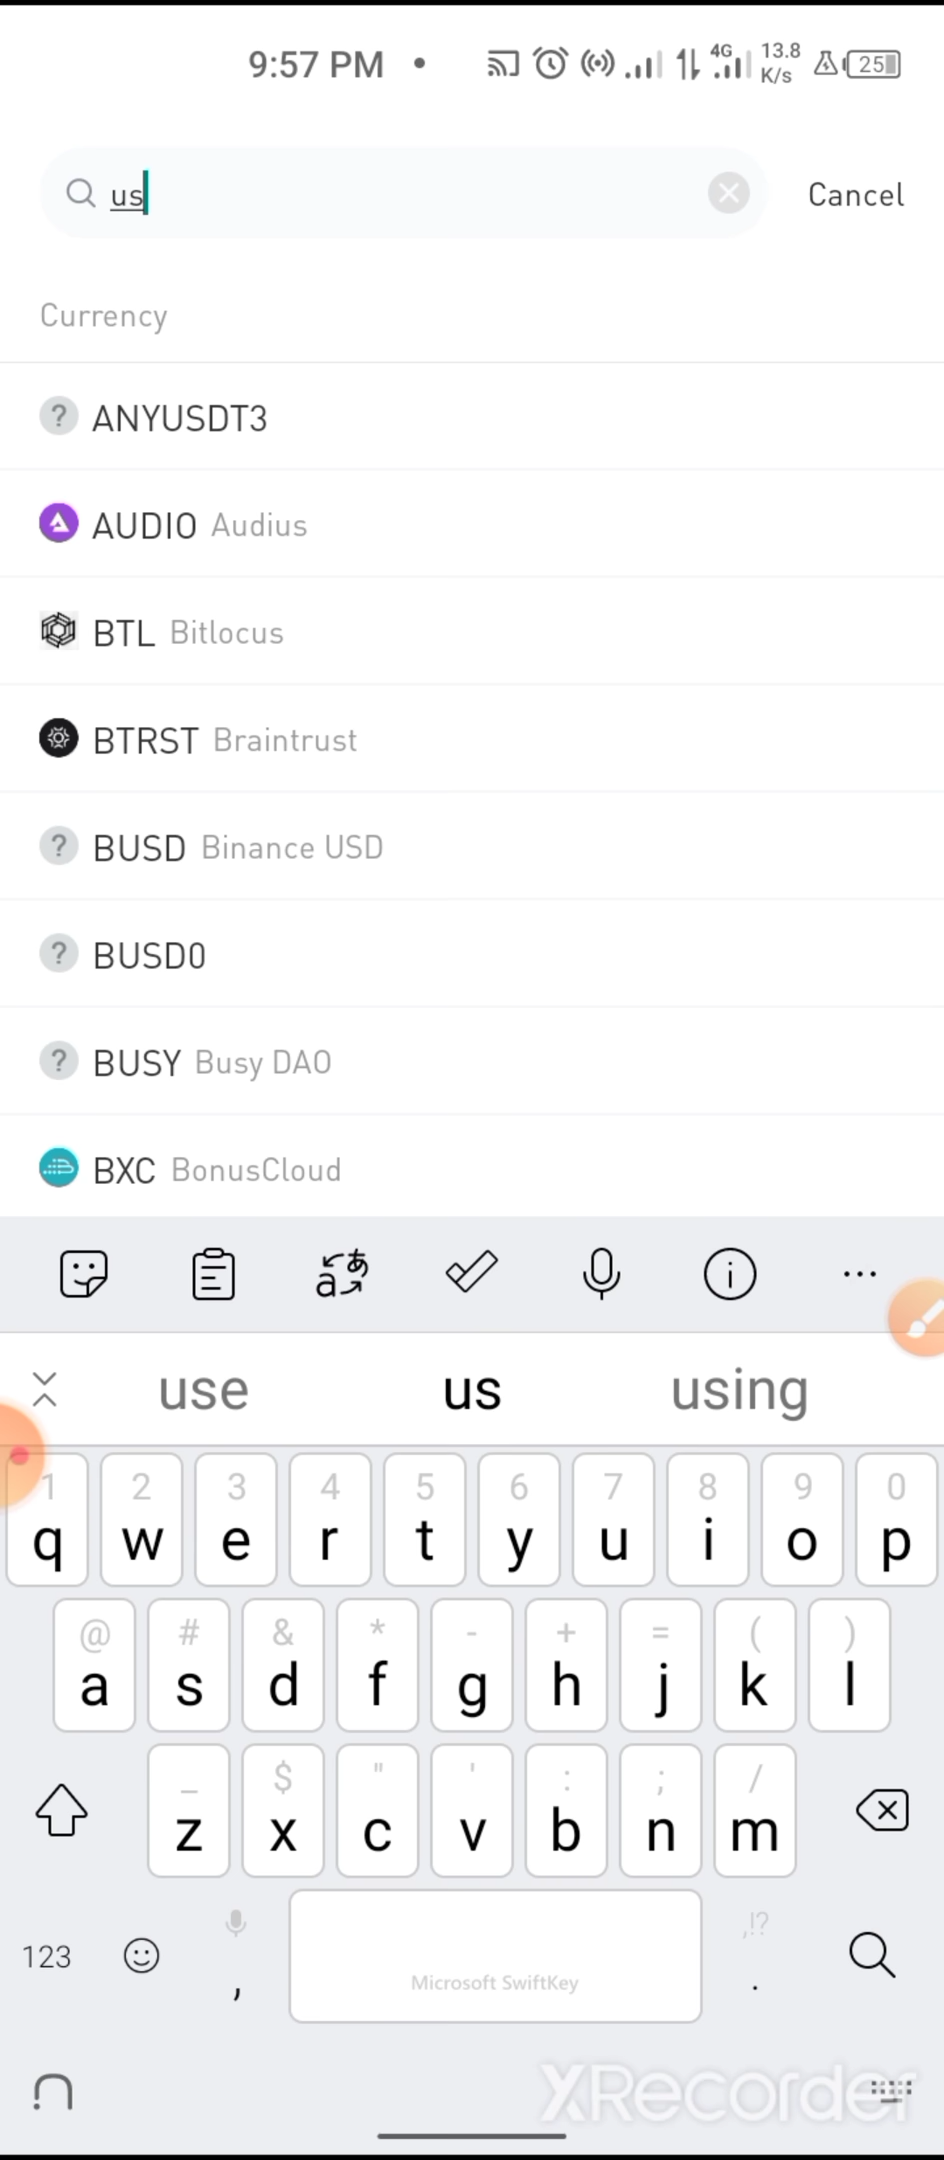 9:57 PM • 4G 13.8 K/s 25
us Cancel
Currency
? ANYUSDT3
AUDIO Audius
BTL Bitlocus
BTRST Braintrust
? BUSD Binance USD
? BUSD0
? BUSY Busy DAO
BXC BonusCloud
aあ i ...
use us using
1 2 3 4 5 6 7 8 9 0
q w e r t y u i o p
@ # & * - + = ( )
a s d f g h j k l
_ $ " ' : ; /
z x c v b n m
123 , Microsoft SwiftKey ,!? .
XRecorder